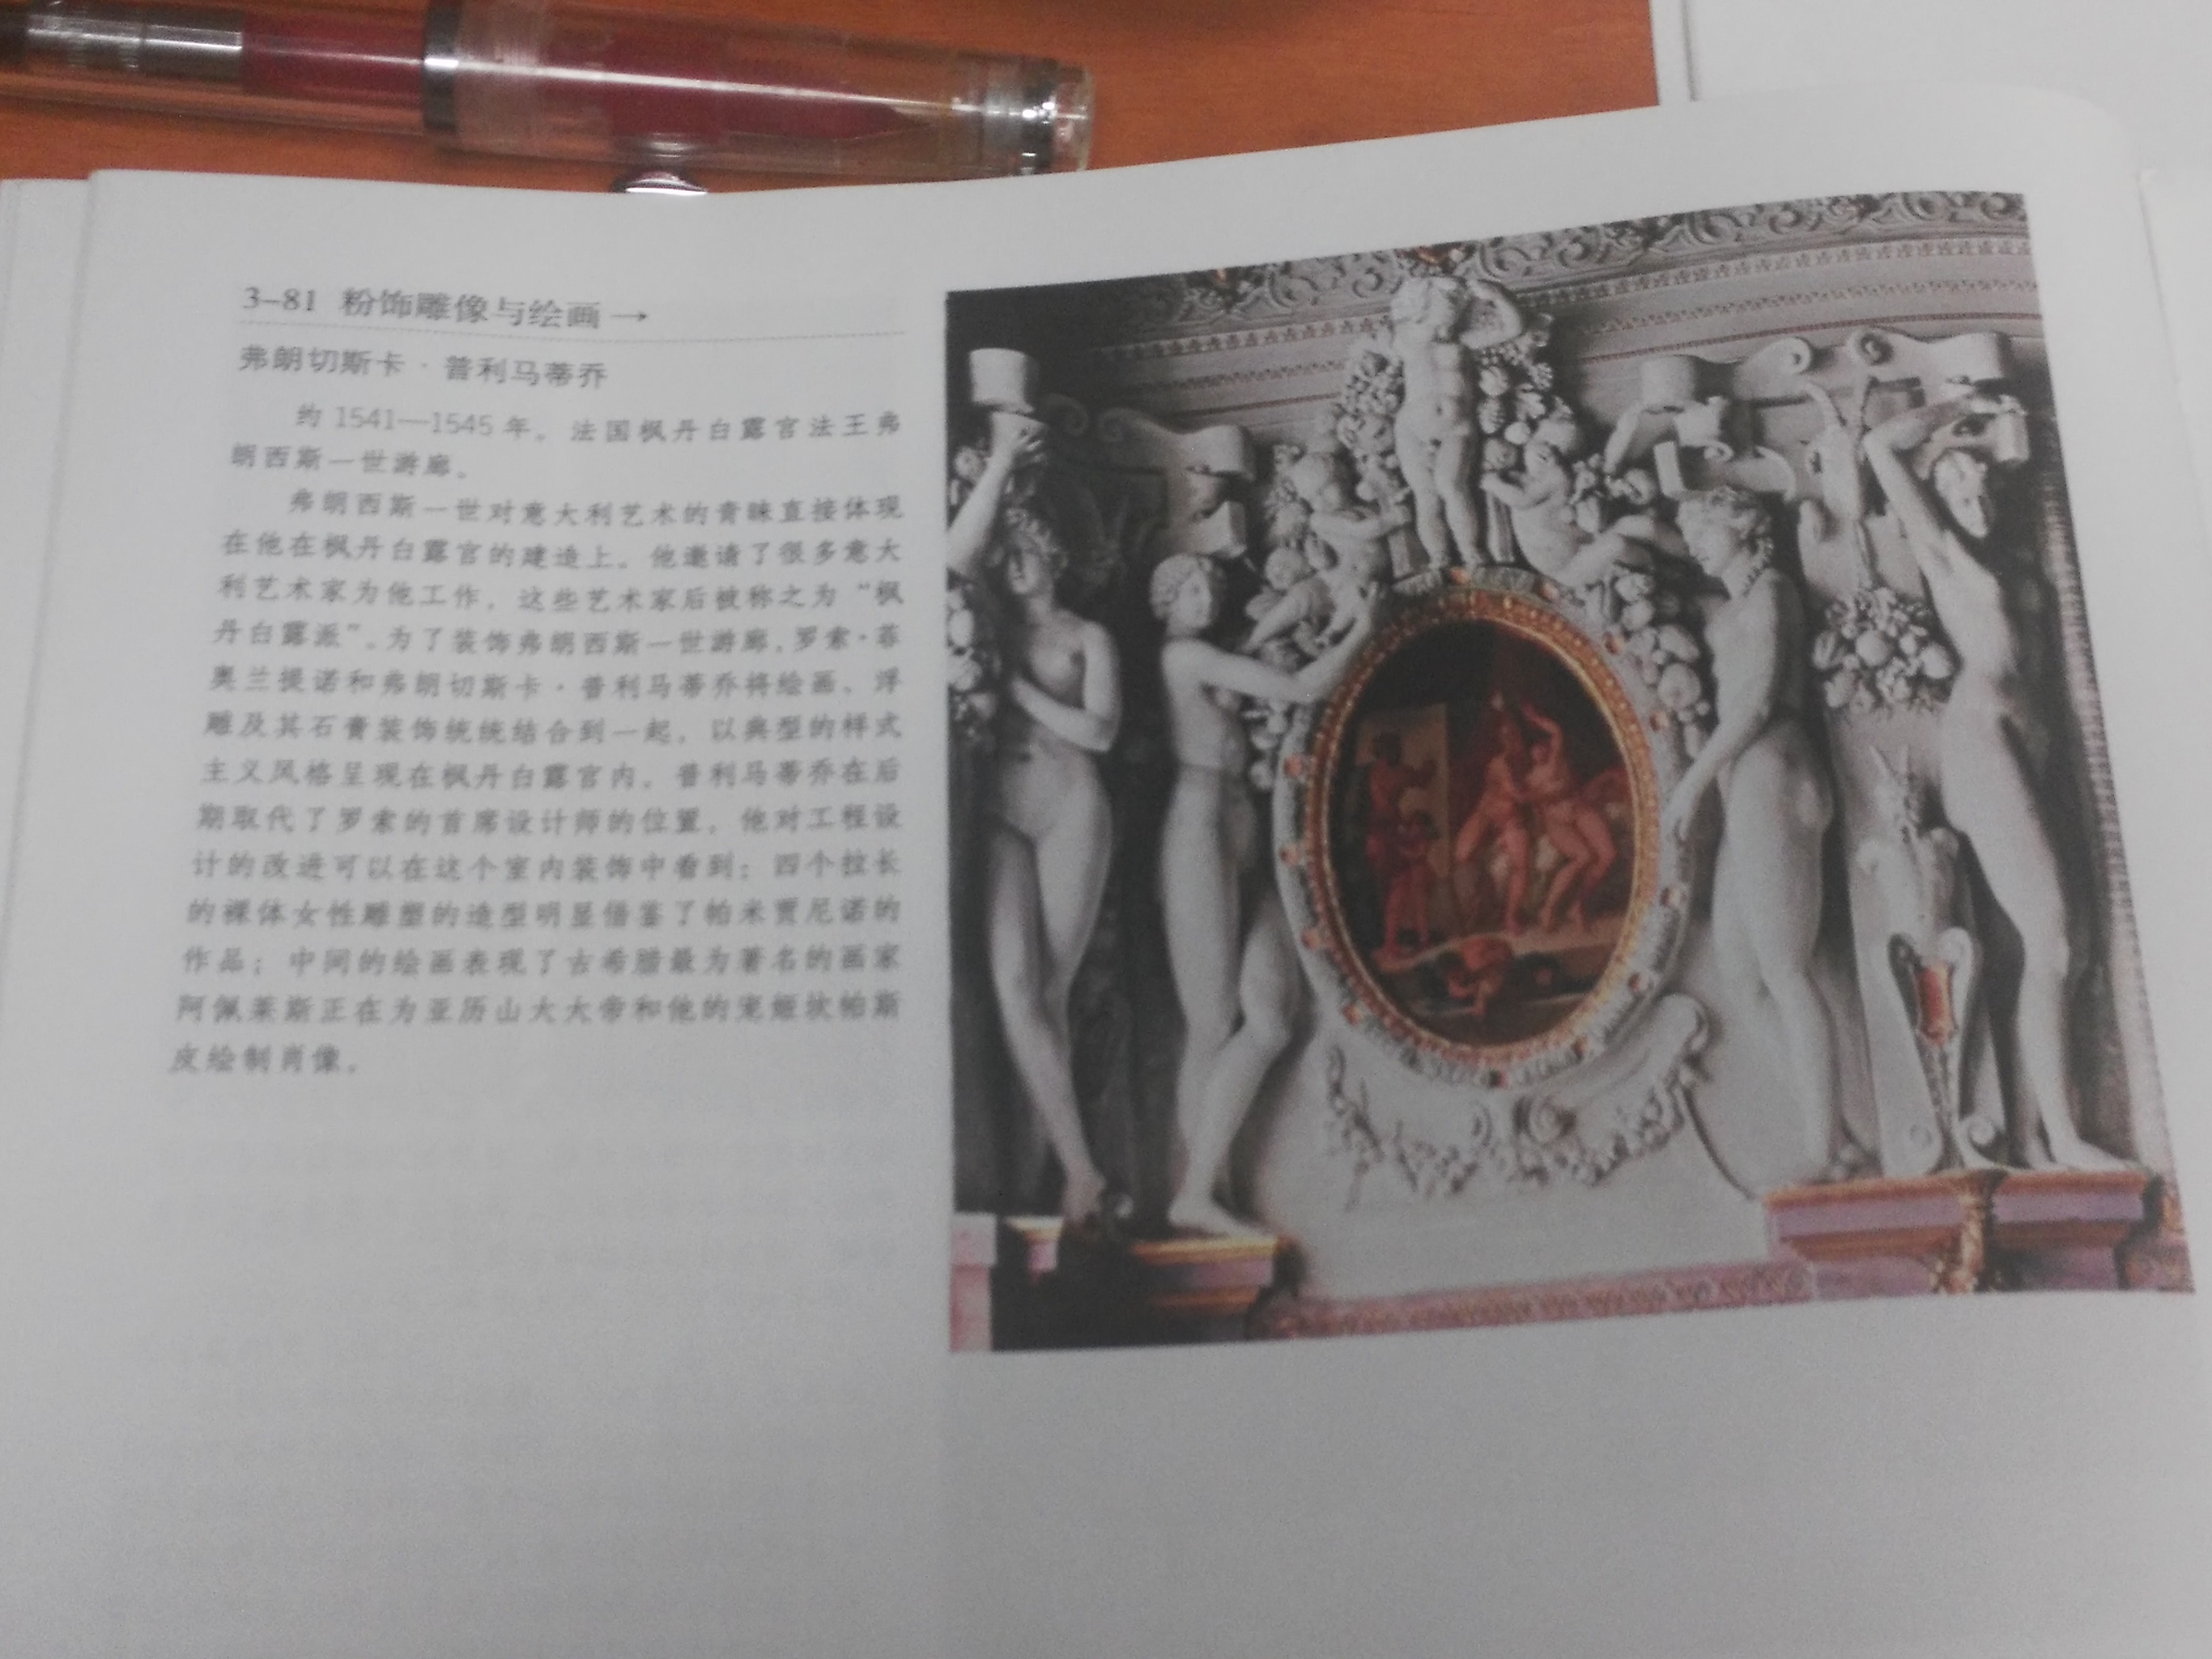 3-81 粉饰雕像与绘画→
弗朗切斯卡·普利马蒂乔
约 1541—1545 年。法国枫丹白露宫法王弗
朗西斯一世游廊。
弗朗西斯一世对意大利艺术的青睐直接体现
在他在枫丹白露宫的建造上。他邀请了很多意大
利艺术家为他工作，这些艺术家后被称之为“枫
丹白露派”。为了装饰弗朗西斯一世游廊，罗索·菲
奥兰提诺和弗朗切斯卡·普利马蒂乔将绘画、浮
雕及其石膏装饰统统结合到一起，以典型的样式
主义风格呈现在枫丹白露宫内。普利马蒂乔在后
期取代了罗索的首席设计师的位置，他对工程设
计的改进可以在这个室内装饰中看到：四个拉长
的裸体女性雕塑的造型明显借鉴了帕米贾尼诺的
作品；中间的绘画表现了古希腊最为著名的画家
阿佩莱斯正在为亚历山大大帝和他的宠姬坎帕斯
皮绘制肖像。